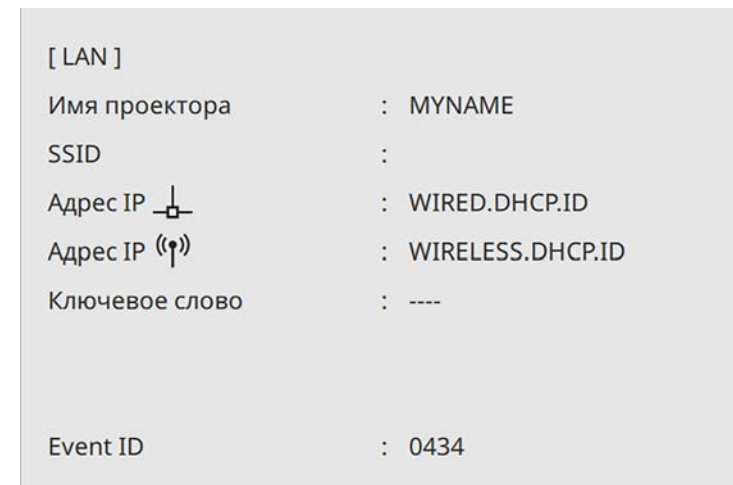 [ LAN ]
Имя проектора : MYNAME
SSID :
Адрес IP : WIRED.DHCP.ID
Адрес IP : WIRELESS.DHCP.ID
Ключевое слово : ----
Event ID : 0434